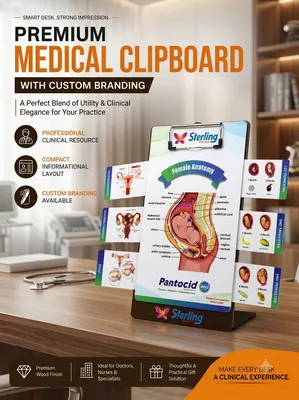 SMART DESK. STRONG IMPRESSION.
PREMIUM
MEDICAL CLIPBOARD
WITH CUSTOM BRANDING
A Perfect Blend of Utility & Clinical
Elegance for Your Practice
PROFESSIONAL
CLINICAL RESOURCE
COMPACT
INFORMATIONAL
LAYOUT
CUSTOM BRANDING
AVAILABLE
Sterling
Female Anatomy
Pantocid
Sterling
Premium
Wood Finish
Ideal for Doctors,
Nurses &
Specialists
Thoughtful &
Practical Gift
Solution
MAKE EVERY DESK
A CLINICAL EXPERIENCE.